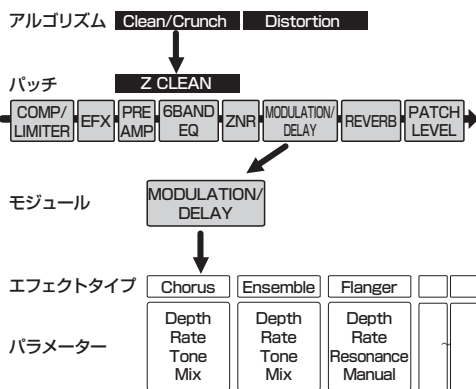 アルゴリズム Clean/Crunch Distortion
パッチ Z CLEAN
COMP/ LIMITER EFX PRE AMP 6BAND EQ ZNR MODULATION/ DELAY REVERB PATCH LEVEL
モジュール
MODULATION/
DELAY
エフェクトタイプ Chorus Ensemble Flanger
パラメーター
Depth Depth Depth
Rate Rate Rate
Tone Tone Resonance
Mix Mix Manual
~